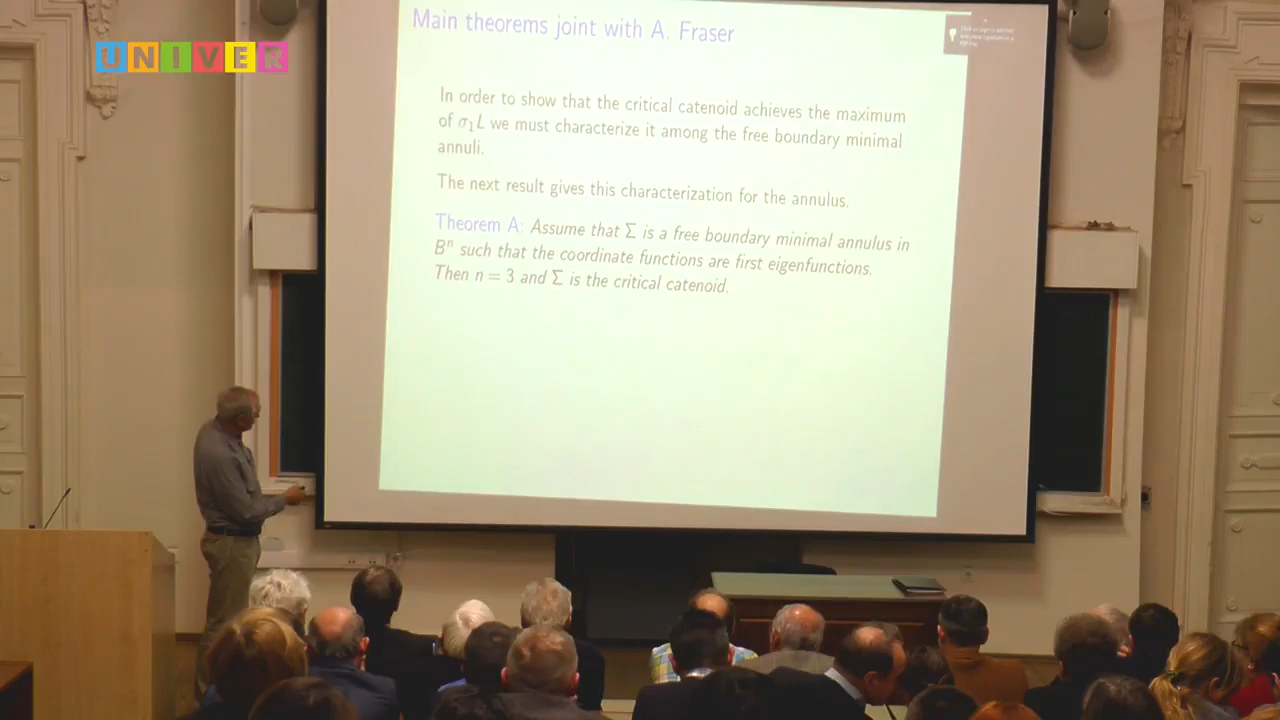 UNIVER
Main theorems joint with A. Fraser
In order to show that the critical catenoid achieves the maximum
of σ₁L we must characterize it among the free boundary minimal
annuli.
The next result gives this characterization for the annulus.
Theorem A: Assume that Σ is a free boundary minimal annulus in
Bⁿ such that the coordinate functions are first eigenfunctions.
Then n = 3 and Σ is the critical catenoid.